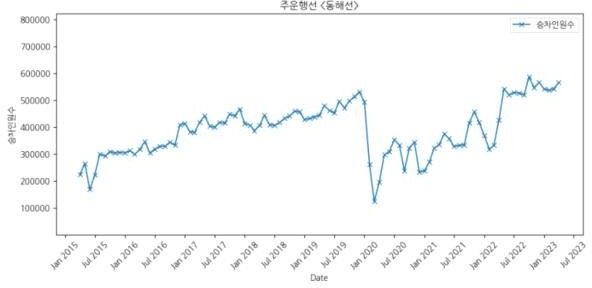 주운행선 <동해선>
승차인원수
800000
700000
600000
500000
400000
300000
200000
100000
승차인원수
Jan 2015
Jul 2015
Jan 2016
Jul 2016
Jan 2017
Jul 2017
Jan 2018
Jul 2018
Jan 2019
Jul 2019
Jan 2020
Jul 2020
Jan 2021
Jul 2021
Jan 2022
Jul 2022
Jan 2023
Jul 2023
Date